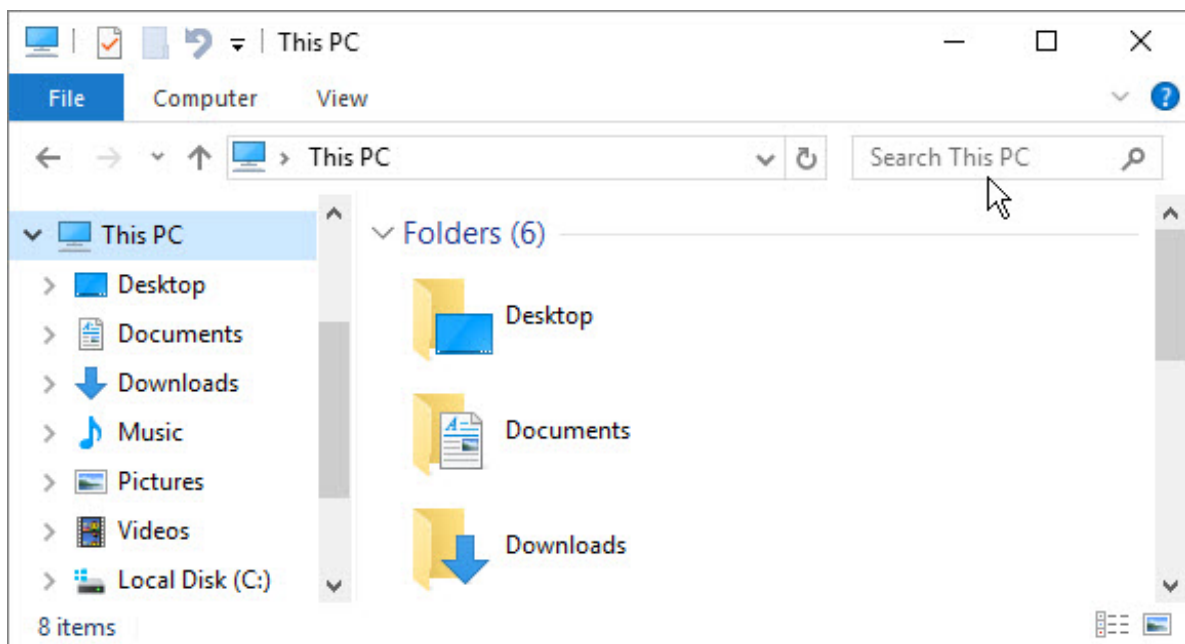 This PC
File Computer View
This PC
Search This PC
This PC
Desktop
Documents
Downloads
Music
Pictures
Videos
Local Disk (C:)
Folders (6)
Desktop
Documents
Downloads
8 items